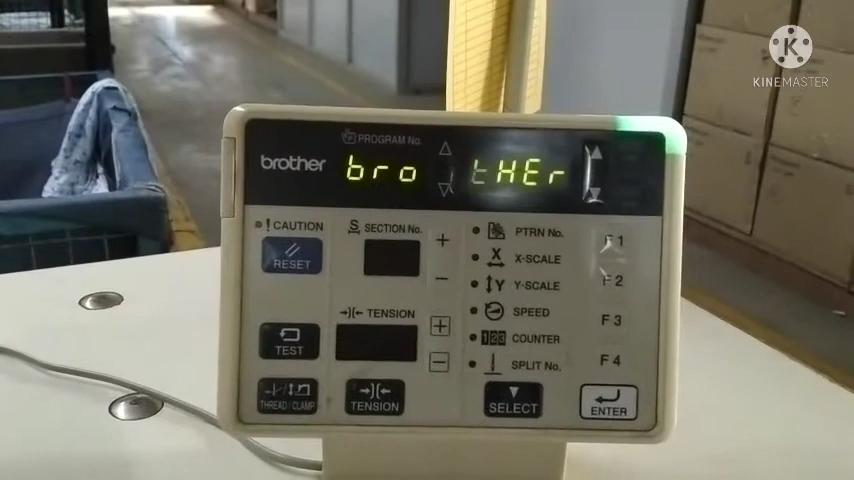 KINEMASTER
PROGRAM No.
brother
bro tHEr
! CAUTION
S SECTION No.
+
PTRN No.
F1
RESET
X X-SCALE
−
Y Y-SCALE
F2
TENSION
SPEED
F3
TEST
+
123 COUNTER
−
SPLIT No.
F4
THREAD / CLAMP
TENSION
SELECT
ENTER